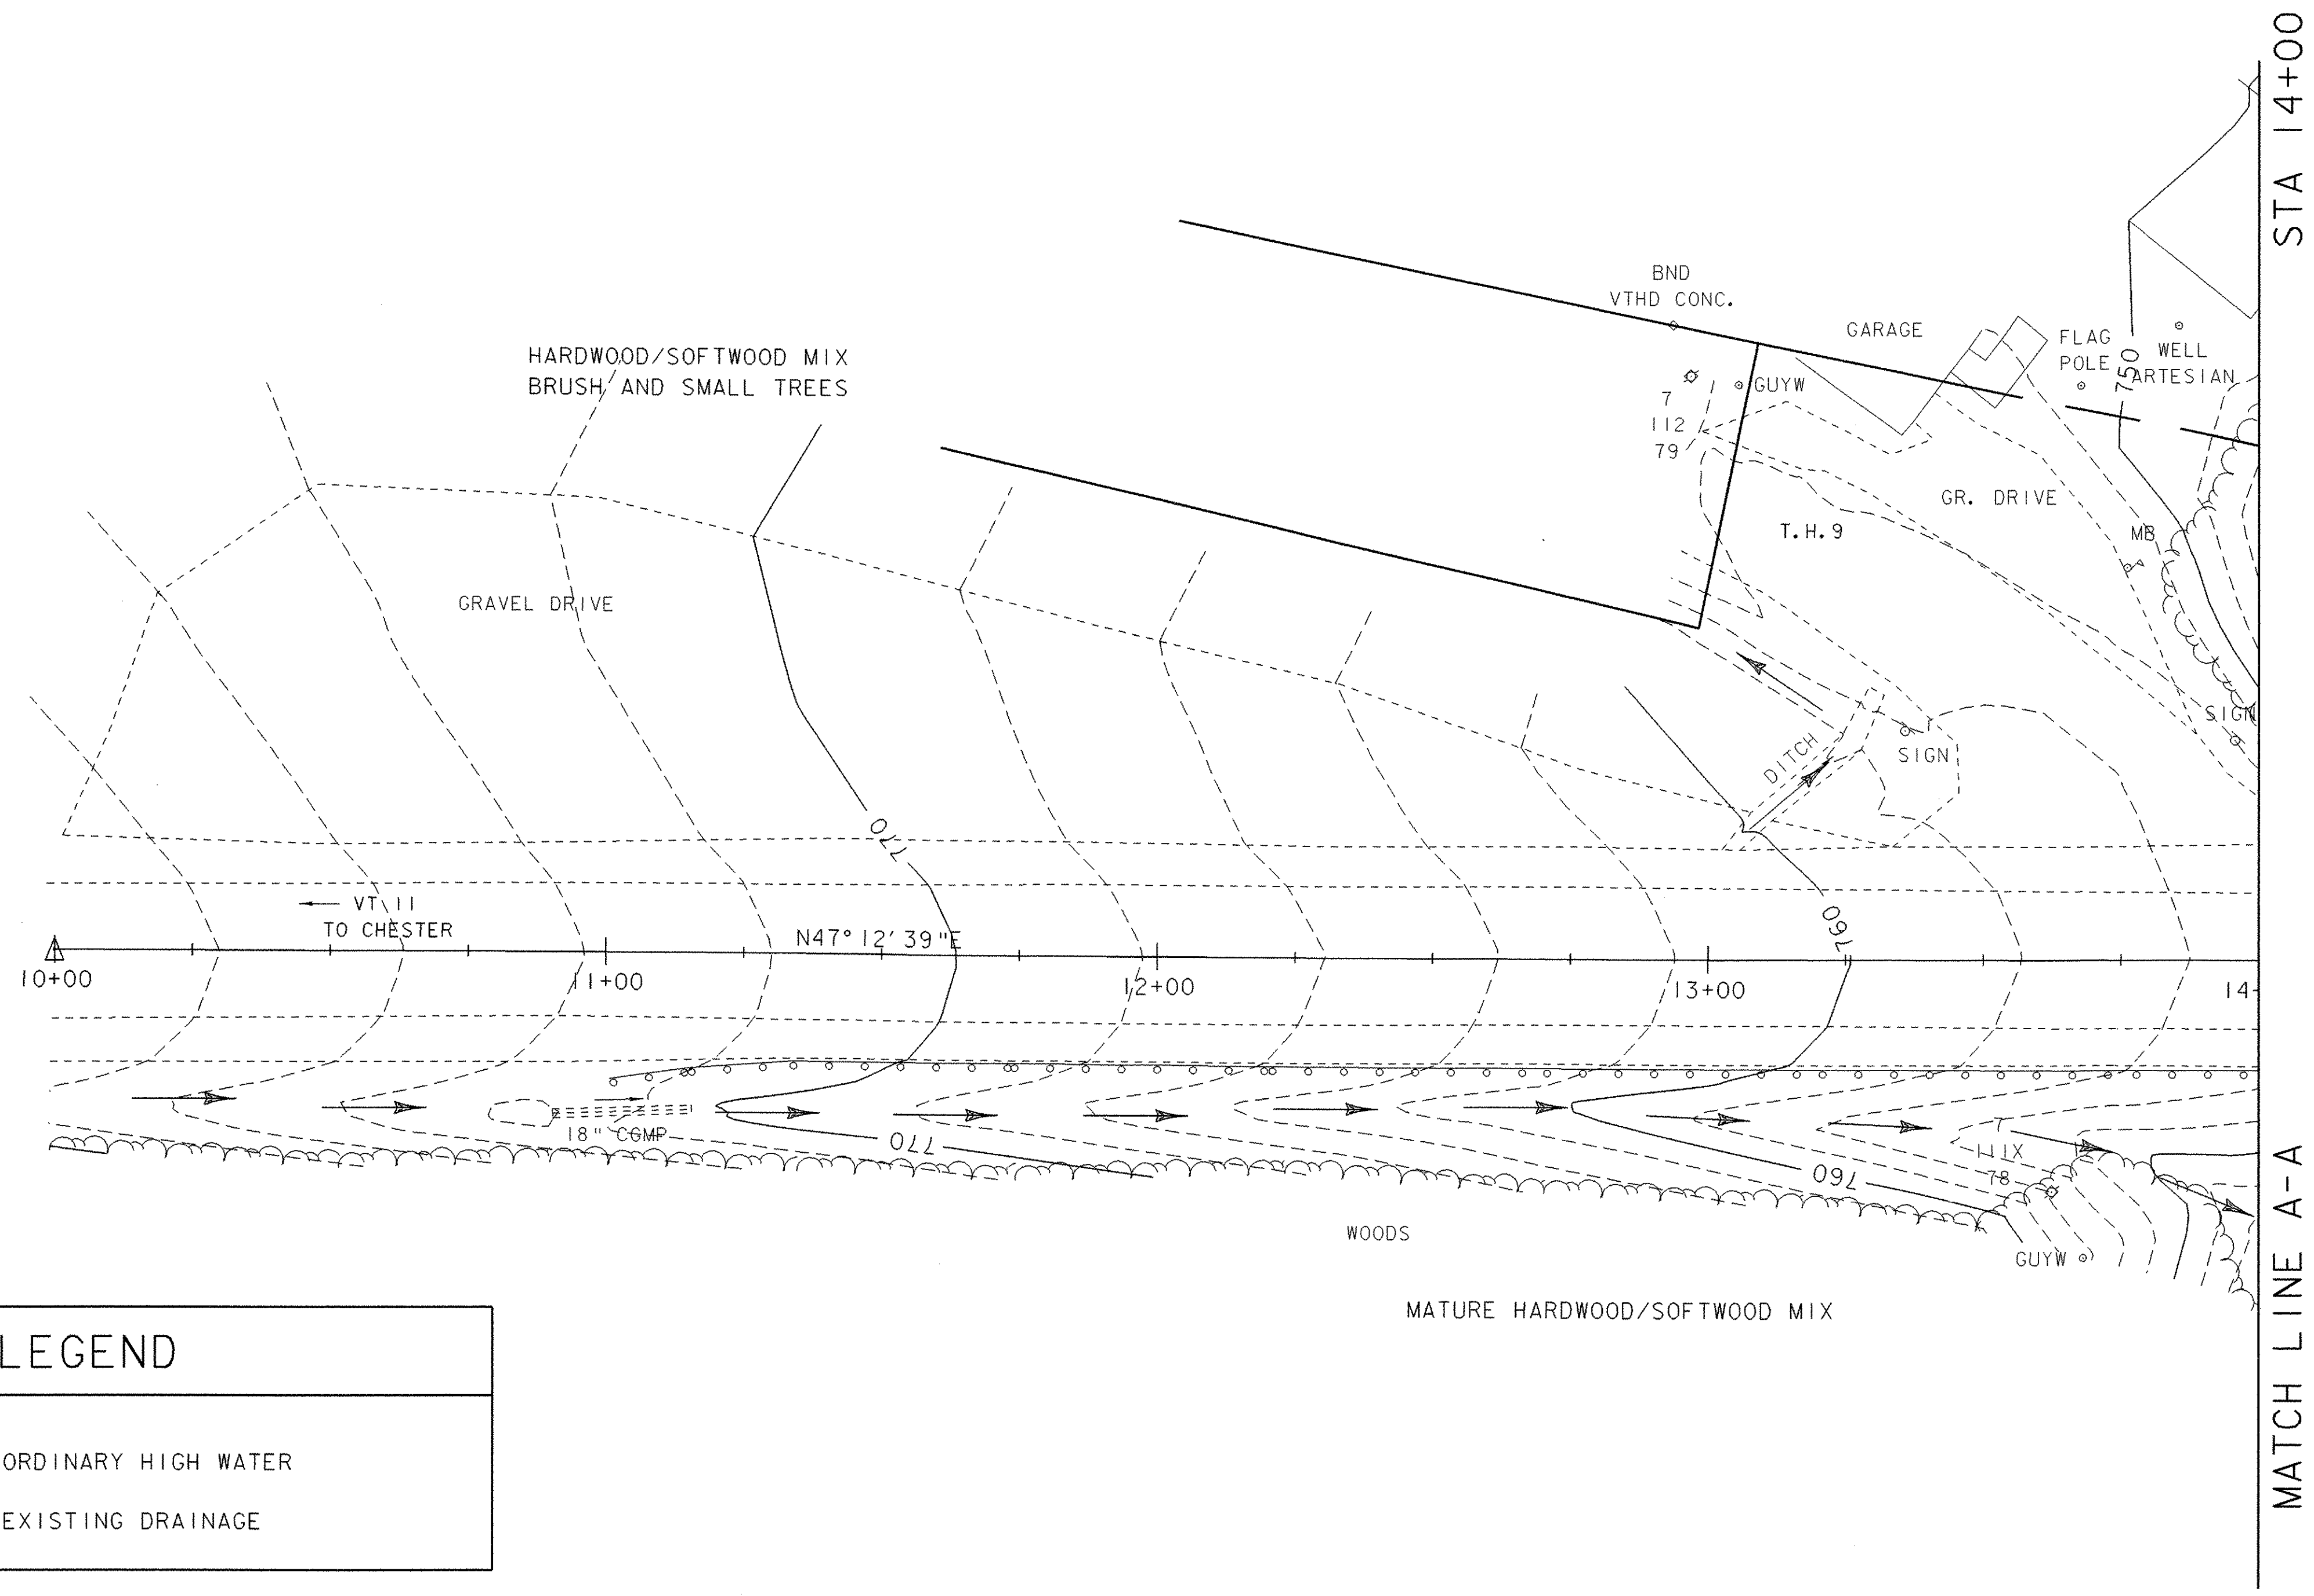 STA 14+00
BND
VTHD CONC.
GARAGE
FLAG
POLE
WELL
ARTESIAN
750
HARDWOOD/SOFTWOOD MIX
BRUSH AND SMALL TREES
GUYW
7
112
79
GR. DRIVE
T.H.9
MB
GRAVEL DRIVE
SIGN
SIGN
DITCH
770
VT 11
TO CHESTER
N47°12'39"E
760
10+00
11+00
12+00
13+00
14
18" CGMP
770
7
111X
78
760
WOODS
GUYW
MATURE HARDWOOD/SOFTWOOD MIX
MATCH LINE A-A
LEGEND
ORDINARY HIGH WATER
EXISTING DRAINAGE